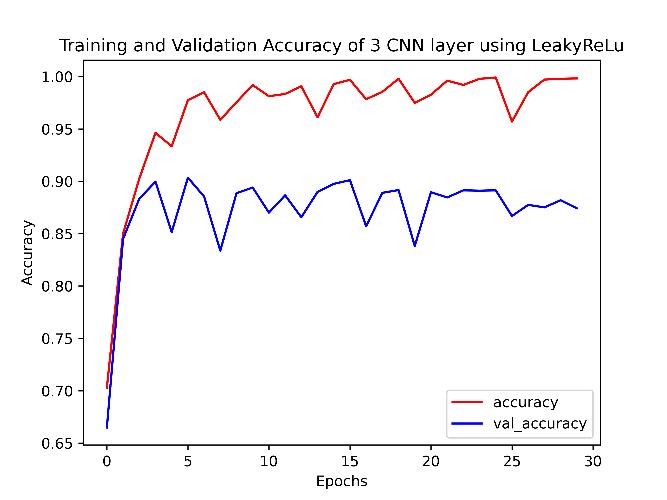 Training and Validation Accuracy of 3 CNN layer using LeakyReLu
1.00
0.95
0.90
0.85
0.80
0.75
0.70
0.65
Accuracy
accuracy
val_accuracy
0 5 10 15 20 25 30
Epochs